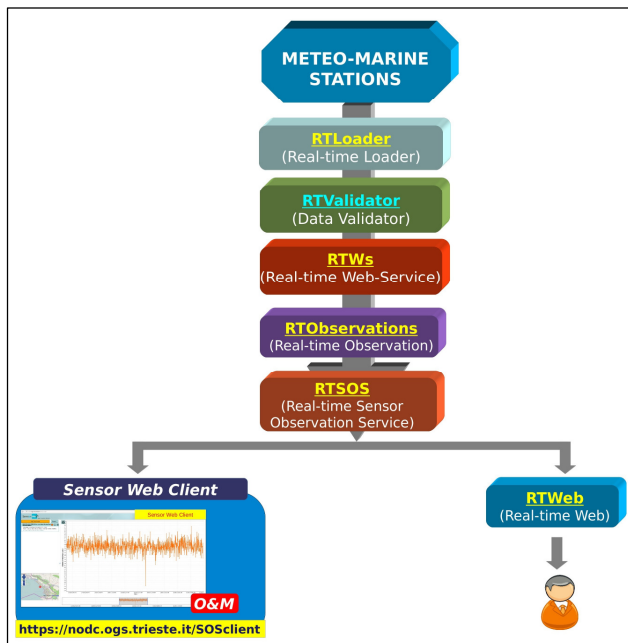 METEO-MARINE
STATIONS
RTLoader
(Real-time Loader)
RTValidator
(Data Validator)
RTWs
(Real-time Web-Service)
RTObservations
(Real-time Observation)
RTSOS
(Real-time Sensor
Observation Service)
Sensor Web Client
Sensor Web Client
O&M
https://nodc.ogs.trieste.it/SOSclient
RTWeb
(Real-time Web)